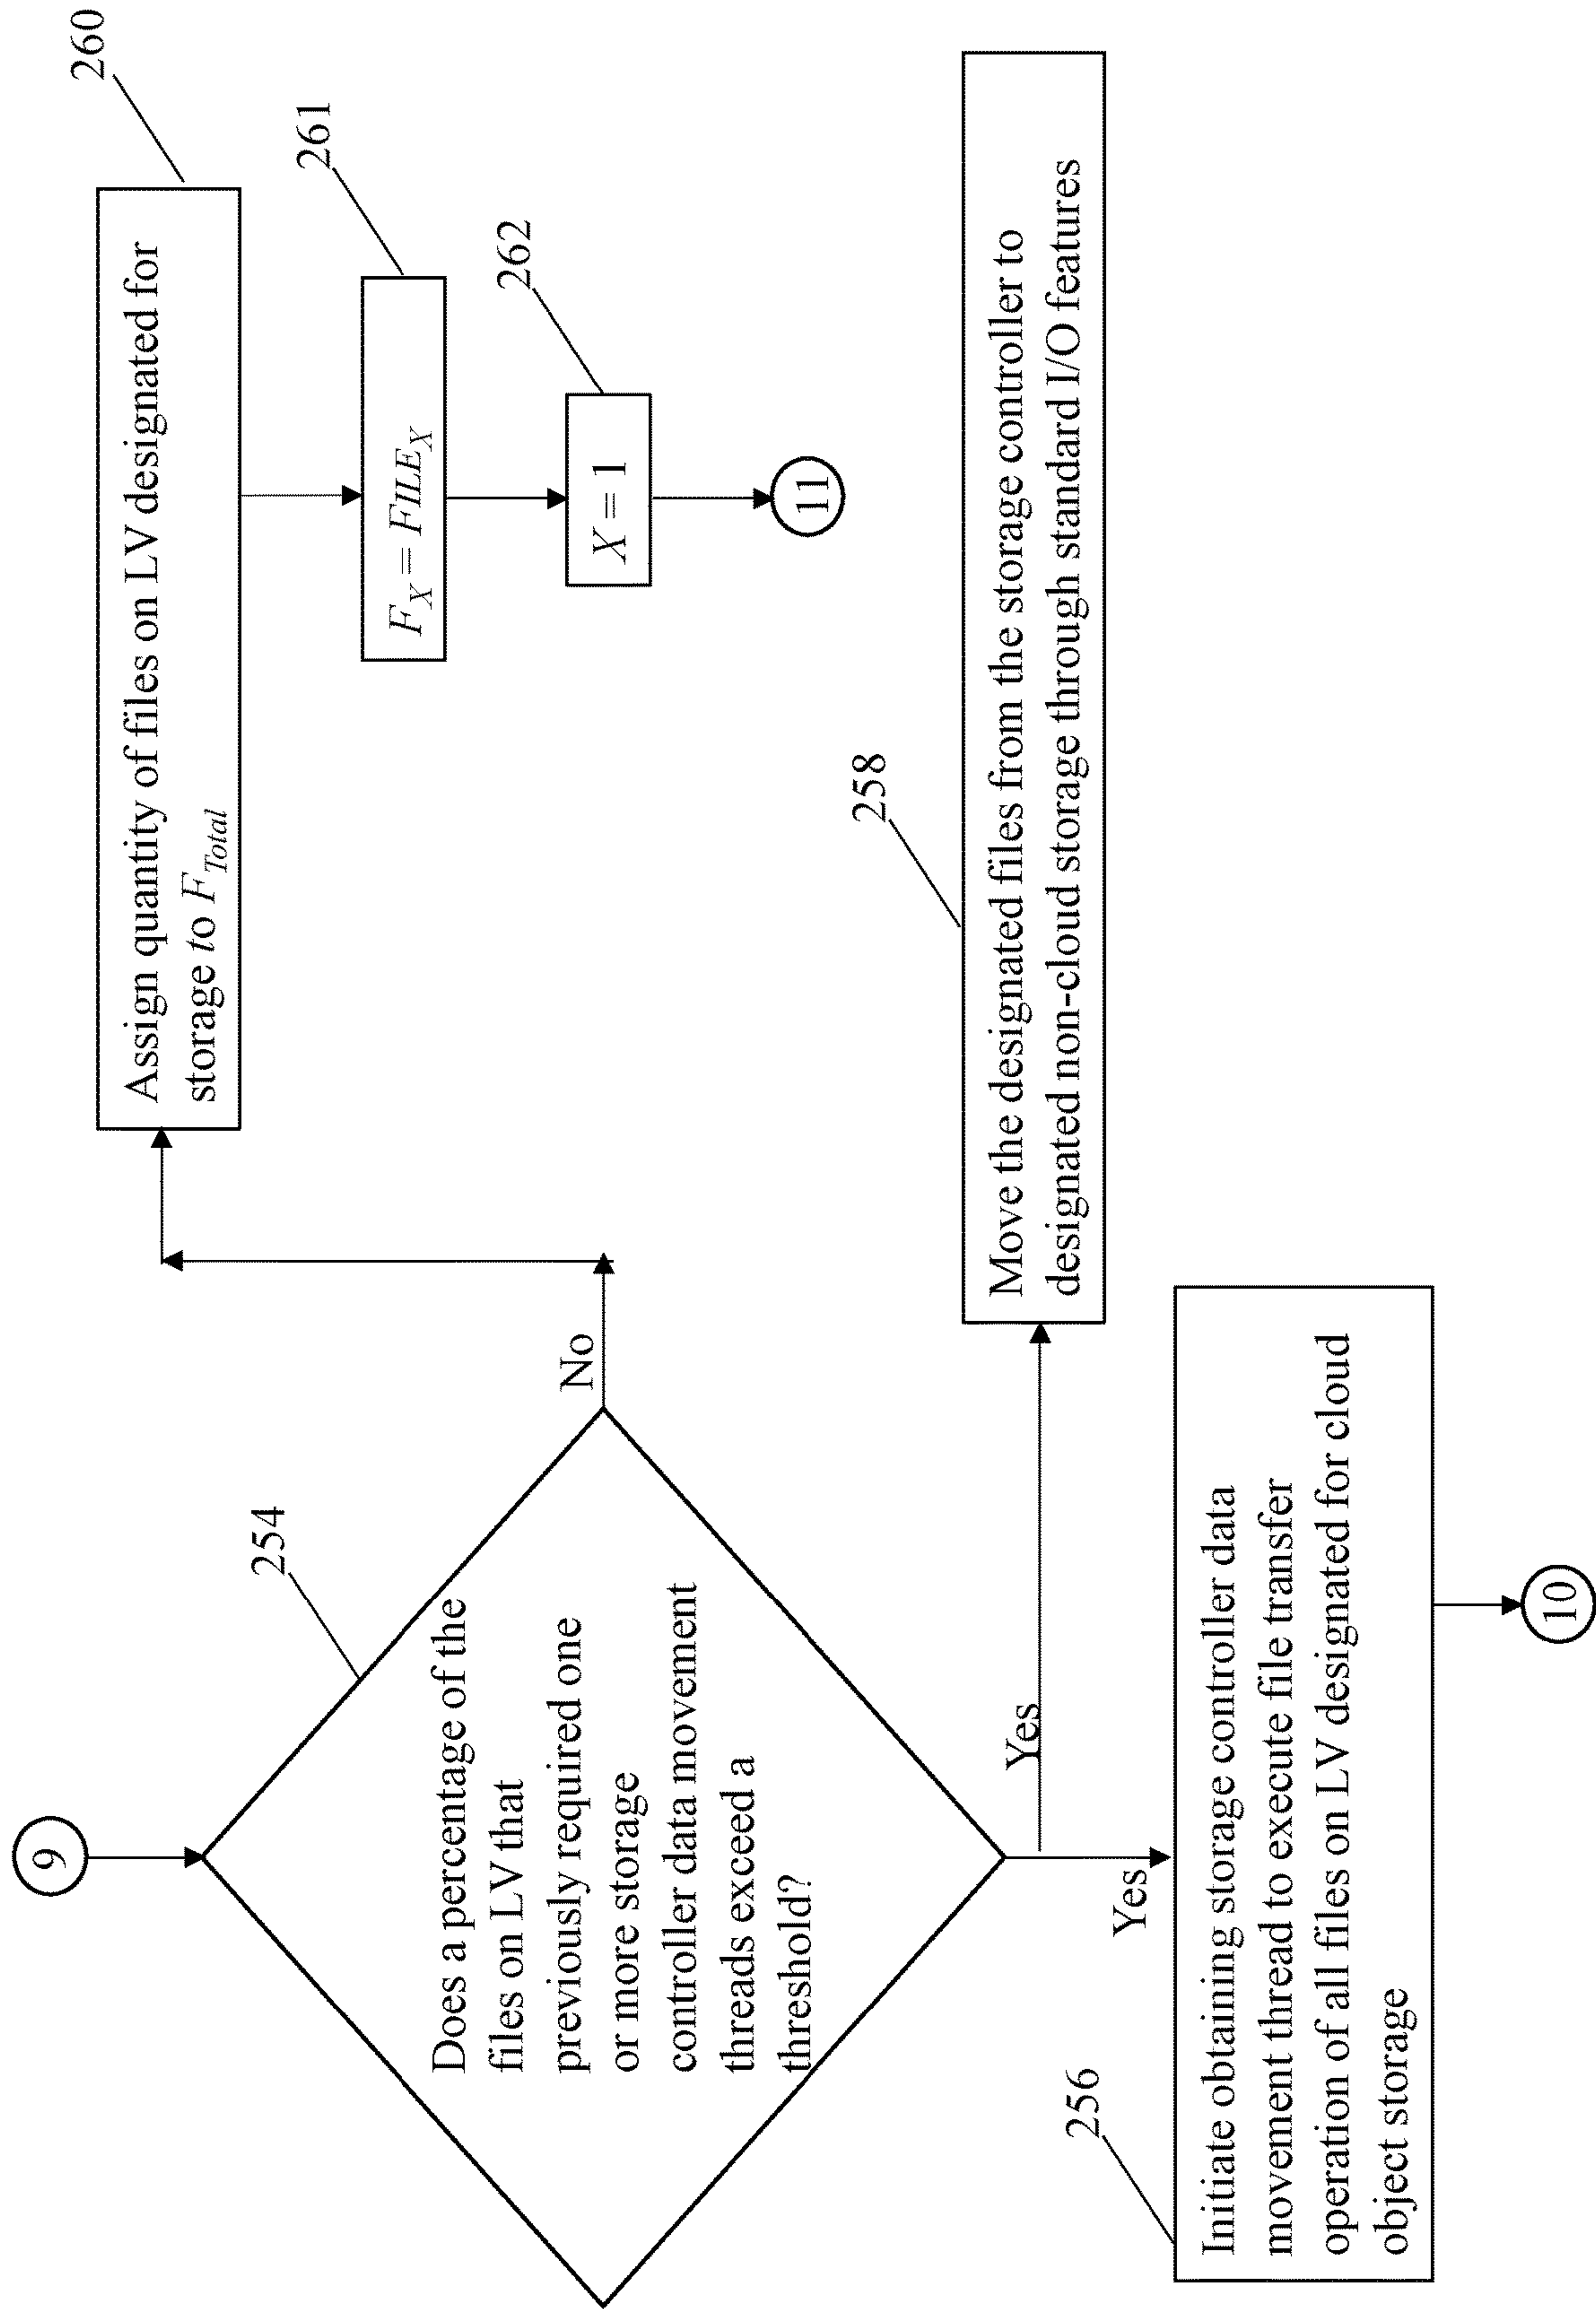 9
254
Does a percentage of the
files on LV that
previously required one
or more storage
controller data movement
threads exceed a
threshold?
No
260
Assign quantity of files on LV designated for
storage to F_Total
261
F_X = FILE_X
262
X = 1
11
Yes
258
Move the designated files from the storage controller to
designated non-cloud storage through standard I/O features
Yes
256
Initiate obtaining storage controller data
movement thread to execute file transfer
operation of all files on LV designated for cloud
object storage
10